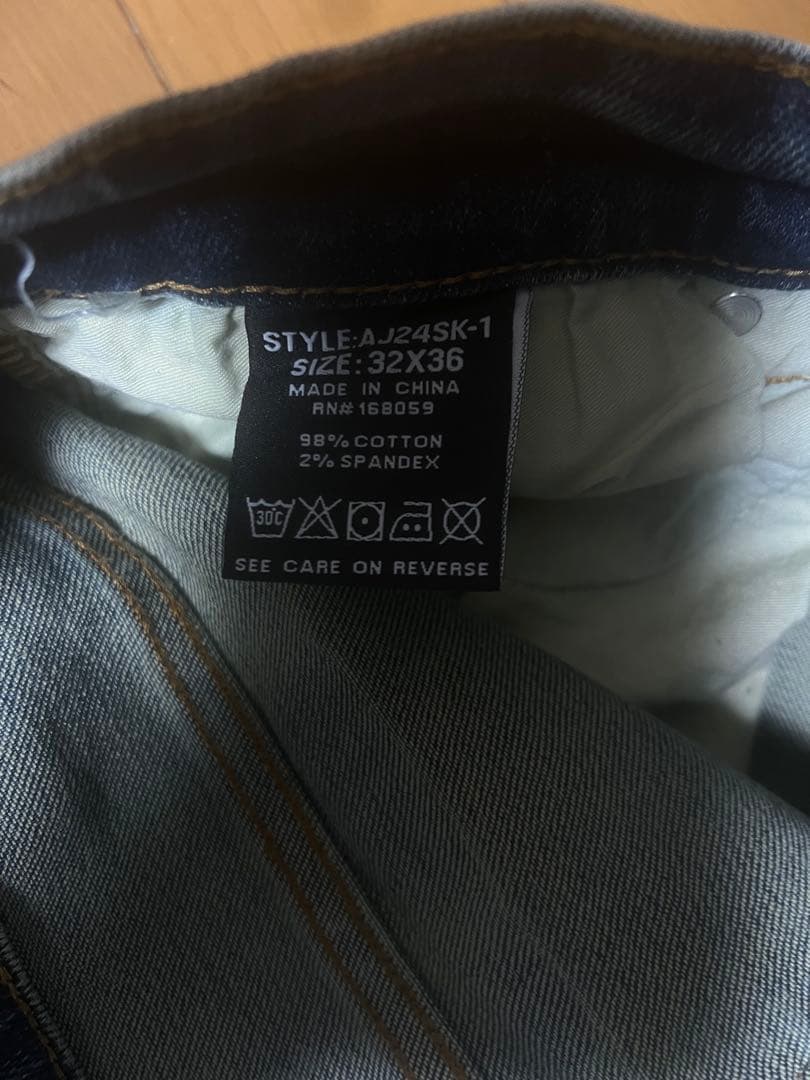 STYLE:AJ24SK-1
SIZE:32X36
MADE IN CHINA
RN#168059
98%COTTON
2% SPANDEX
30°C
SEE CARE ON REVERSE